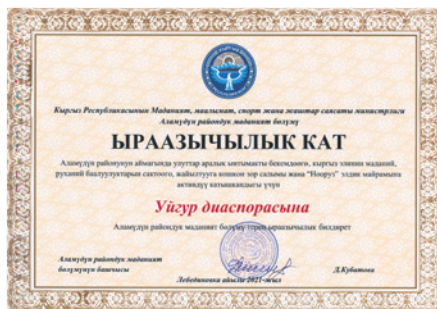 Кыргыз Республикасынын Маданият, маалымат, спорт жана жаштар саясаты министрлиги
Аламүдүн райондук маданият бөлүмү
ЫРААЗЫЧЫЛЫК КАТ
Аламүдүн районунун аймагында улуттар аралык ынтымакты бекемдөөгө, кыргыз элинин маданий,
руханий баалуулуктарын сактоого, жайылтууга кошкон зор салымы жана "Нооруз" элдик майрамына
активдүү катышкандыгы үчүн
Уйгур диаспорасына
Аламүдүн райондук маданият бөлүмү терең ыраазычылык билдирет
Аламүдүн райондук маданият
бөлүмүнүн башчысы
Д.Кубатова
Лебединовка айылы 2021-жыл